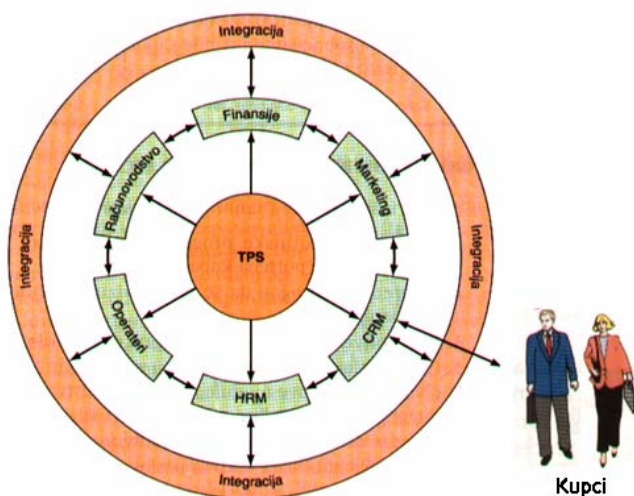 Integracija
Finansije
Računovodstvo
Marketing
Integracija
TPS
Integracija
Operateri
CRM
HRM
Integracija
Kupci